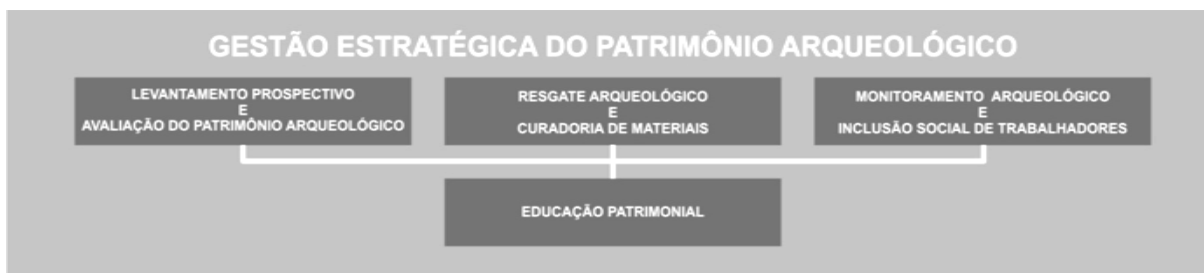 GESTÃO ESTRATÉGICA DO PATRIMÔNIO ARQUEOLÓGICO
LEVANTAMENTO PROSPECTIVO
E
AVALIAÇÃO DO PATRIMÔNIO ARQUEOLÓGICO
RESGATE ARQUEOLÓGICO
E
CURADORIA DE MATERIAIS
MONITORAMENTO ARQUEOLÓGICO
E
INCLUSÃO SOCIAL DE TRABALHADORES
EDUCAÇÃO PATRIMONIAL